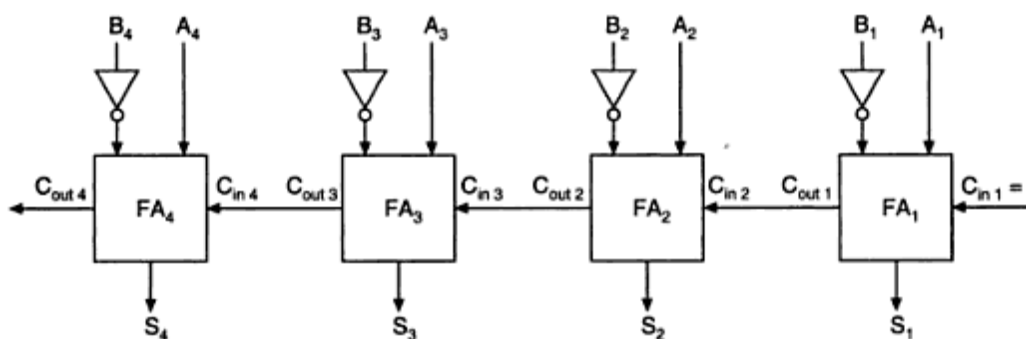 B4 A4 B3 A3 B2 A2 B1 A1
Cout 4 FA4 Cin 4 Cout 3 FA3 Cin 3 Cout 2 FA2 Cin 2 Cout 1 FA1 Cin 1 =
S4 S3 S2 S1